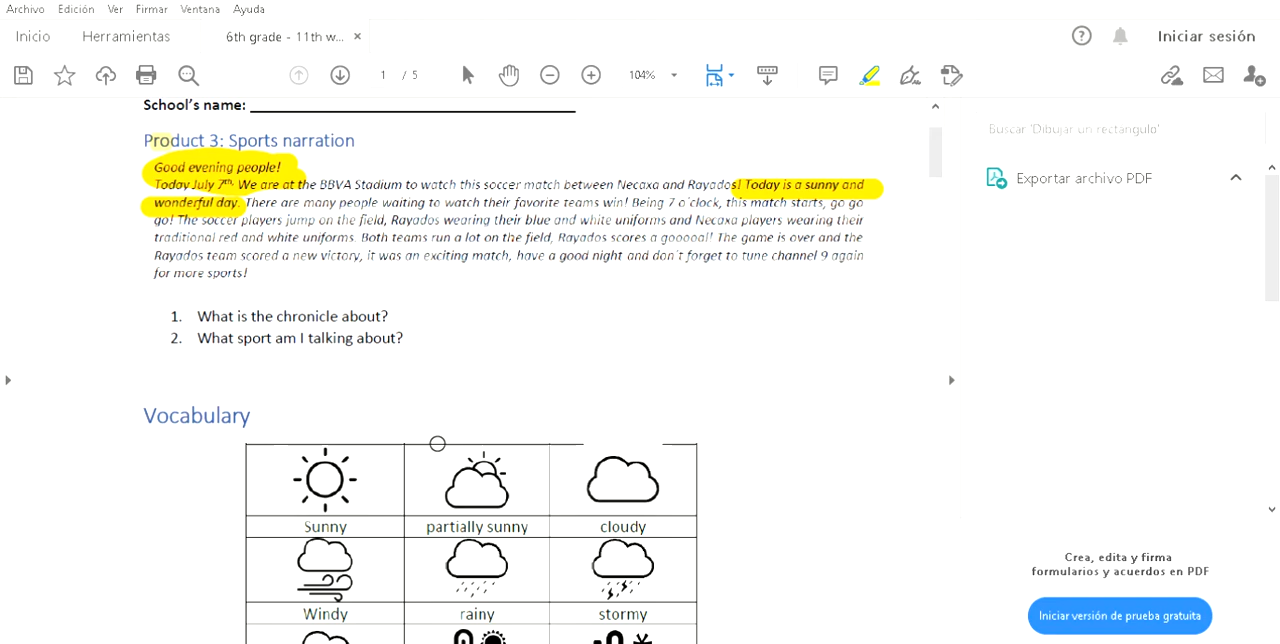 Archivo Edición Ver Firmar Ventana Ayuda
Inicio Herramientas 6th grade - 11th w... × Iniciar sesión
1 / 5 104%
School's name:
Product 3: Sports narration
Good evening people!
Today July 7th. We are at the BBVA Stadium to watch this soccer match between Necaxa and Rayados! Today is a sunny and
wonderful day. There are many people waiting to watch their favorite teams win! Being 7 o'clock, this match starts, go go
go! The soccer players jump on the field, Rayados wearing their blue and white uniforms and Necaxa players wearing their
traditional red and white uniforms. Both teams run a lot on the field, Rayados scores a gooooal! The game is over and the
Rayados team scored a new victory, it was an exciting match, have a good night and don´t forget to tune channel 9 again
for more sports!
1. What is the chronicle about?
2. What sport am I talking about?
Vocabulary
Sunny partially sunny cloudy
Windy rainy stormy
Buscar 'Dibujar un rectangulo'
Exportar archivo PDF
Crea, edita y firma
formularios y acuerdos en PDF
Iniciar versión de prueba gratuita